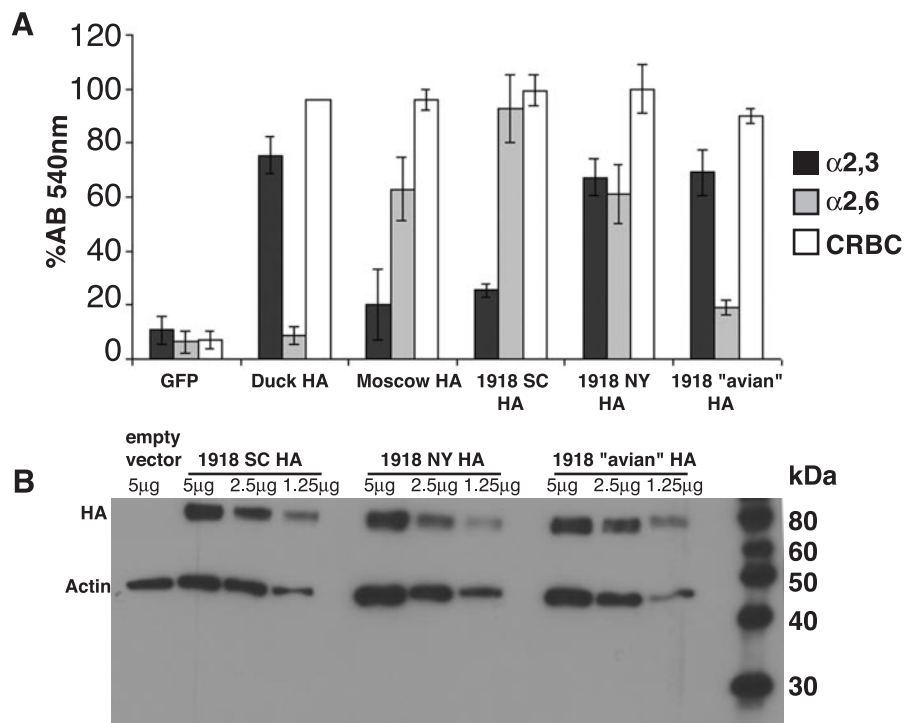 A
%AB 540nm
120
100
80
60
40
20
0
GFP
Duck HA
Moscow HA
1918 SC
HA
1918 NY
HA
1918 "avian"
HA
α2,3
α2,6
CRBC
B
empty
vector
5µg
1918 SC HA
5µg 2.5µg 1.25µg
1918 NY HA
5µg 2.5µg 1.25µg
1918 "avian" HA
5µg 2.5µg 1.25µg
kDa
HA
Actin
80
60
50
40
30